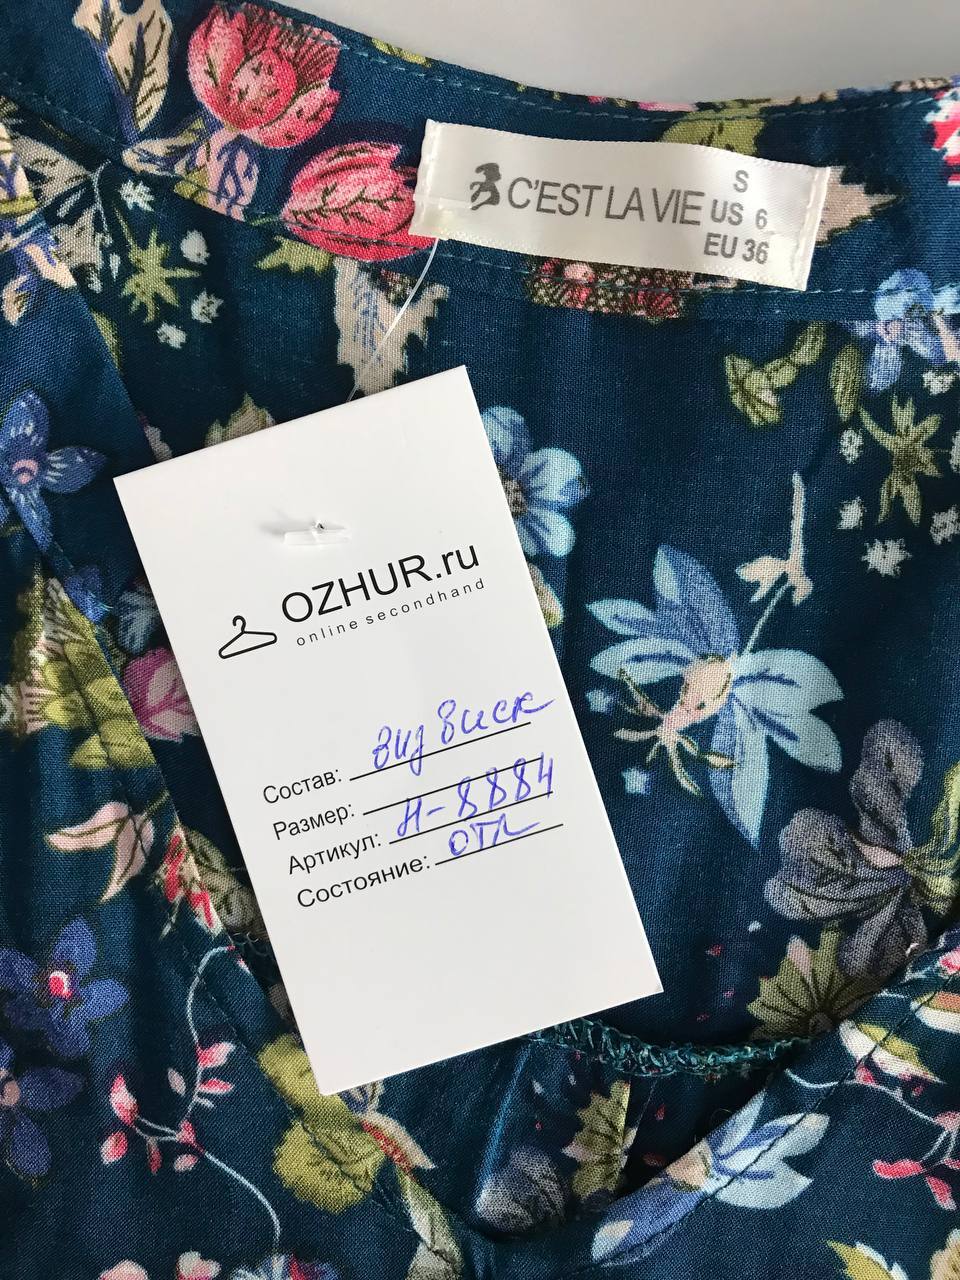 C'EST LA VIE
S
US 6
EU 36
OZHUR.ru
online secondhand
Состав: виз виск
Размер:
Артикул: H-8884
Состояние: отл